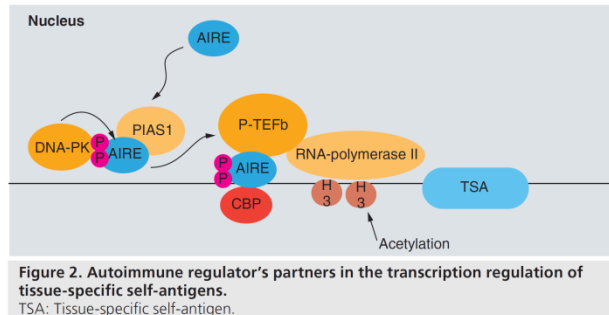 Nucleus
AIRE
PIAS1
DNA-PK
P
P
AIRE
P-TEFb
RNA-polymerase II
P
P
AIRE
CBP
H
3
H
3
TSA
Acetylation
Figure 2. Autoimmune regulator's partners in the transcription regulation of
tissue-specific self-antigens.
TSA: Tissue-specific self-antigen.